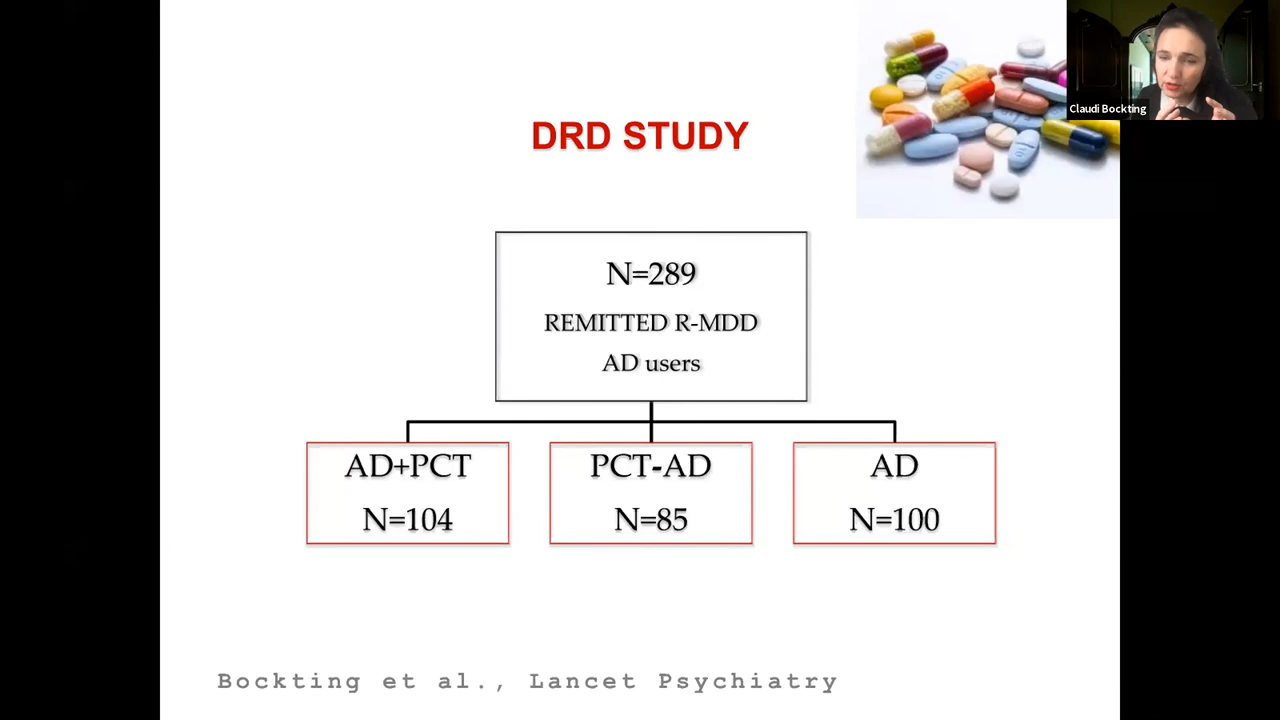 Claudi Bockting
DRD STUDY
N=289
REMITTED R-MDD
AD users
AD+PCT
N=104
PCT-AD
N=85
AD
N=100
Bockting et al., Lancet Psychiatry